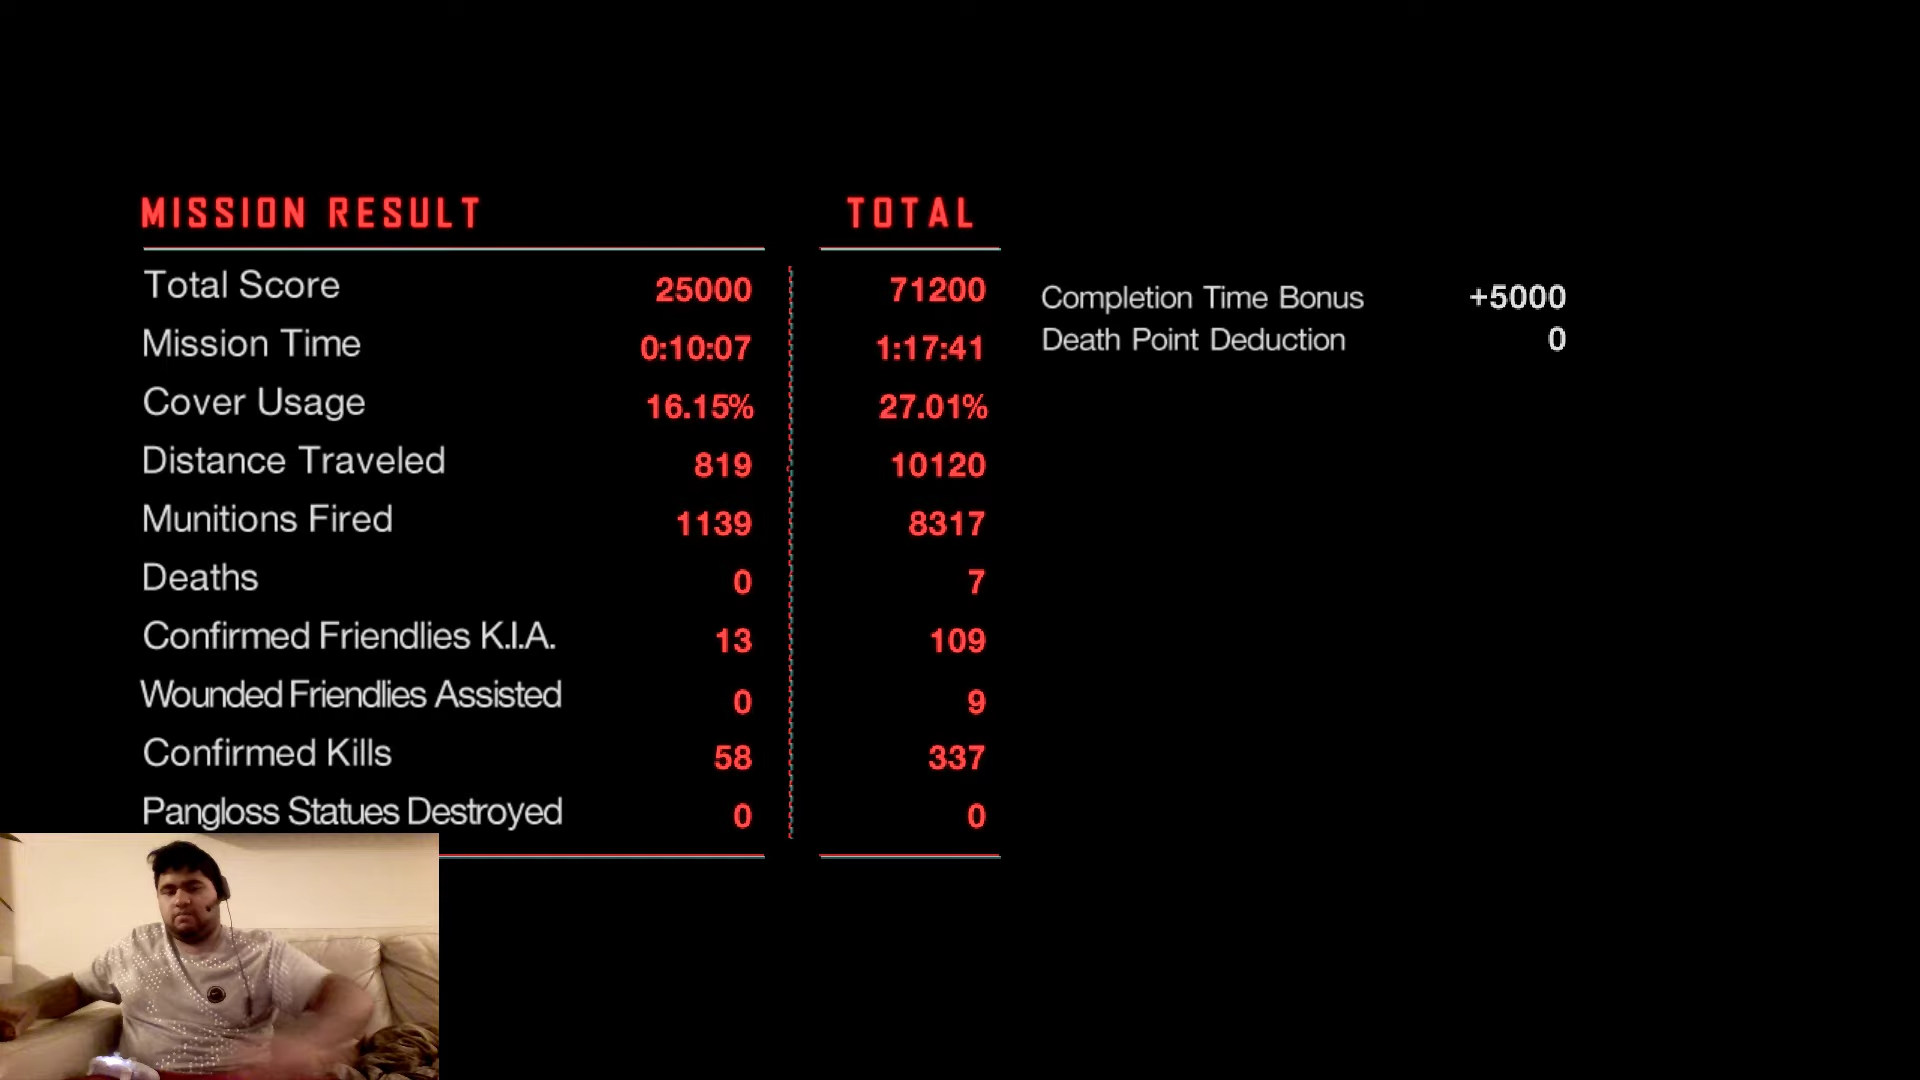 MISSION RESULT TOTAL
Total Score 25000 71200 Completion Time Bonus +5000
Mission Time 0:10:07 1:17:41 Death Point Deduction 0
Cover Usage 16.15% 27.01%
Distance Traveled 819 10120
Munitions Fired 1139 8317
Deaths 0 7
Confirmed Friendlies K.I.A. 13 109
Wounded Friendlies Assisted 0 9
Confirmed Kills 58 337
Pangloss Statues Destroyed 0 0